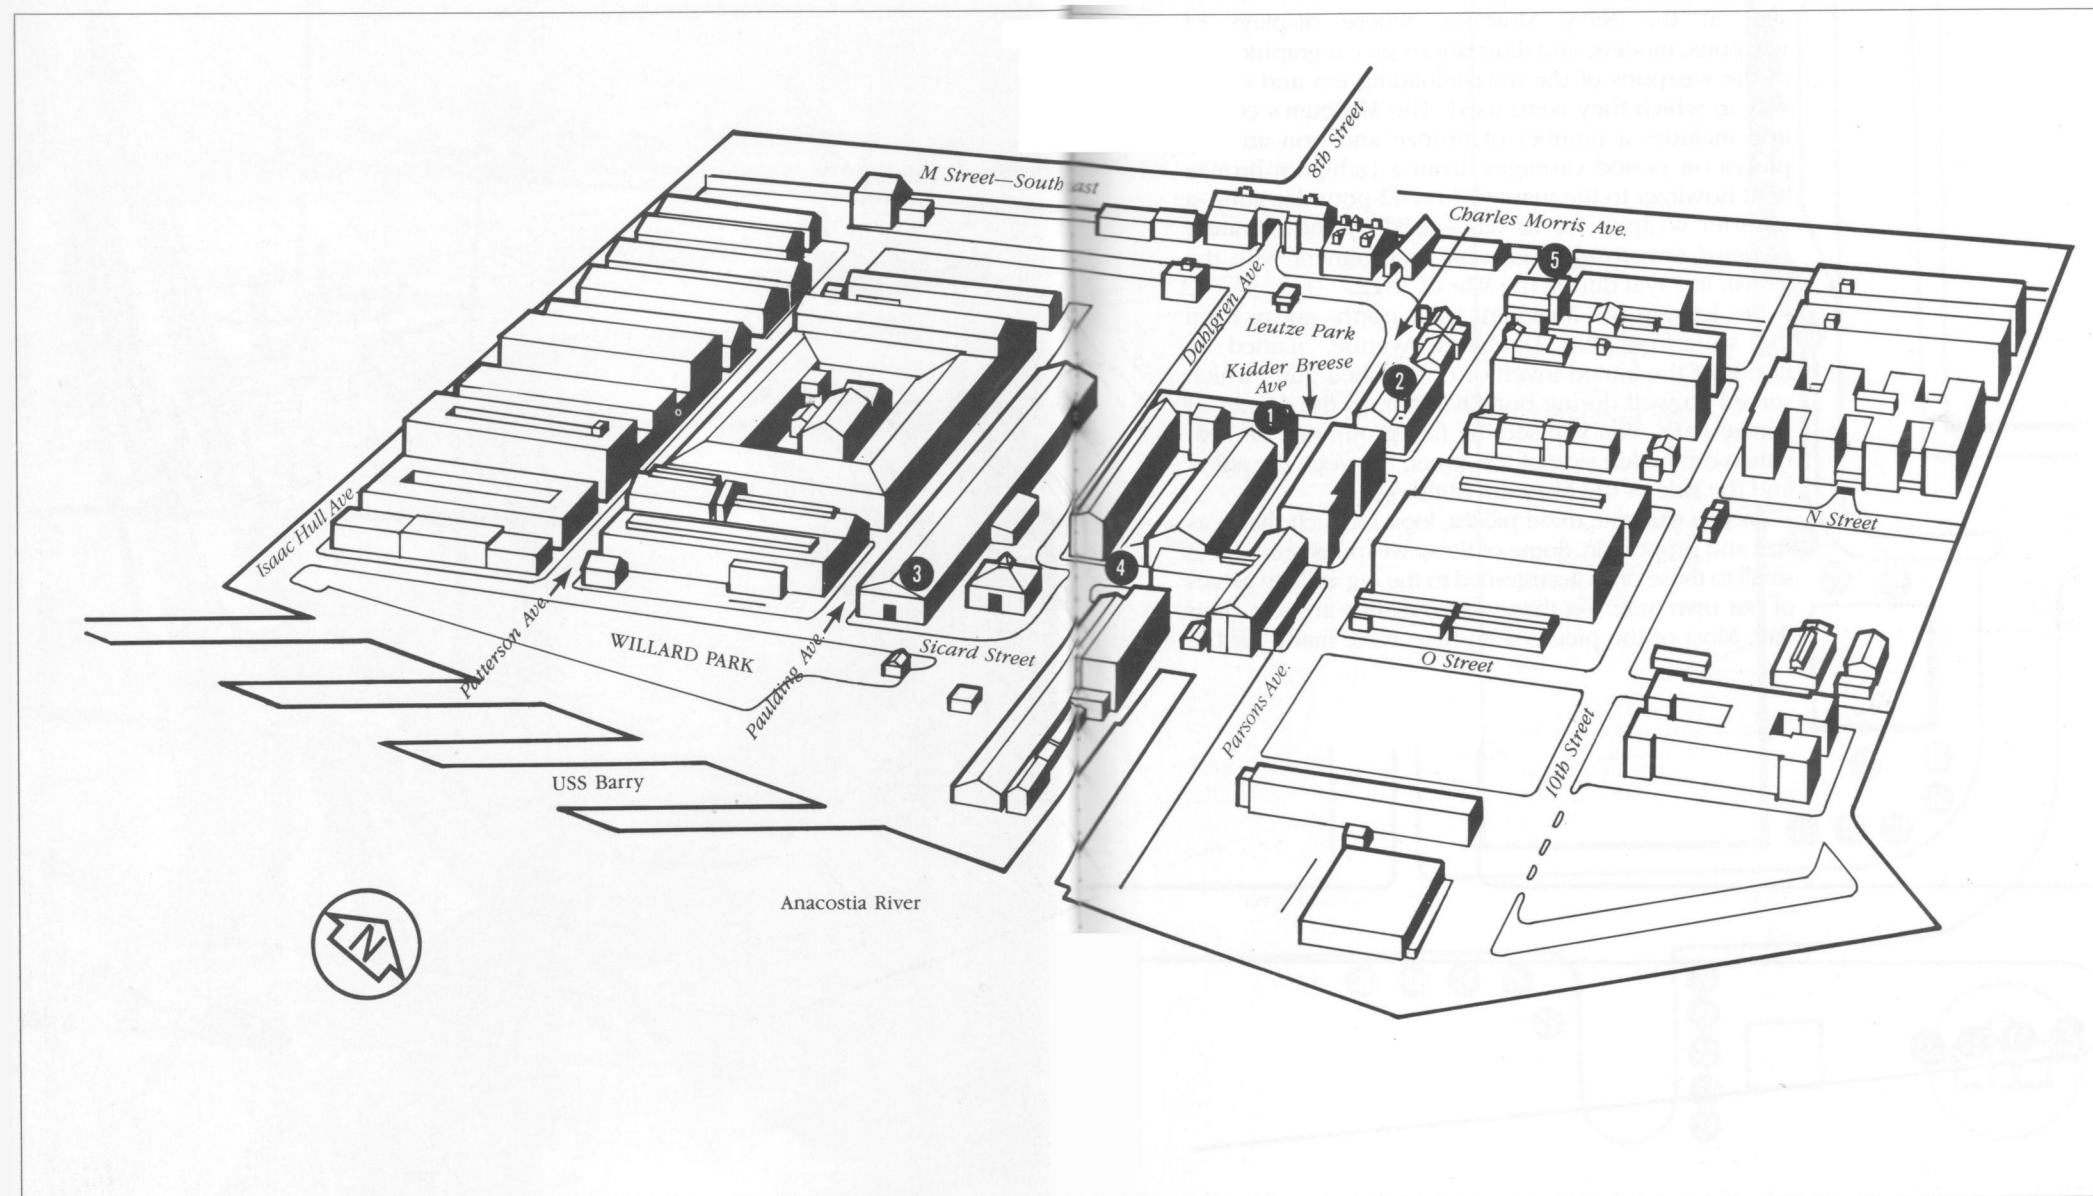 8th Street
M Street—Southeast
Charles Morris Ave.
5
Dahlgren Ave.
Leutze Park
Kidder Breese
Ave
2
1
Isaac Hull Ave
N Street
3
4
Patterson Ave.
WILLARD PARK
Paulding Ave.
Sicard Street
O Street
Parsons Ave.
10th Street
USS Barry
Anacostia River
N